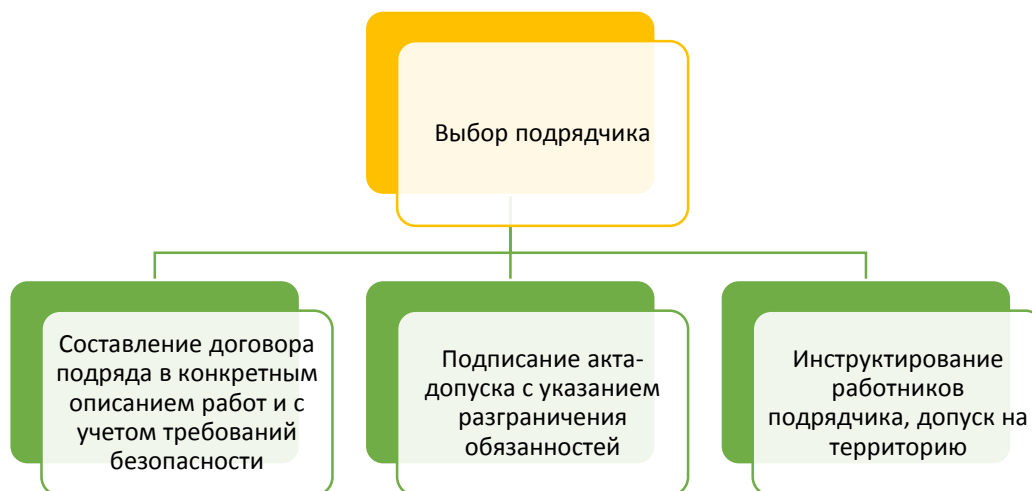 Выбор подрядчика
Составление договора
подряда в конкретным
описанием работ и с
учетом требований
безопасности
Подписание акта-
допуска с указанием
разграничения
обязанностей
Инструктирование
работников
подрядчика, допуск на
территорию